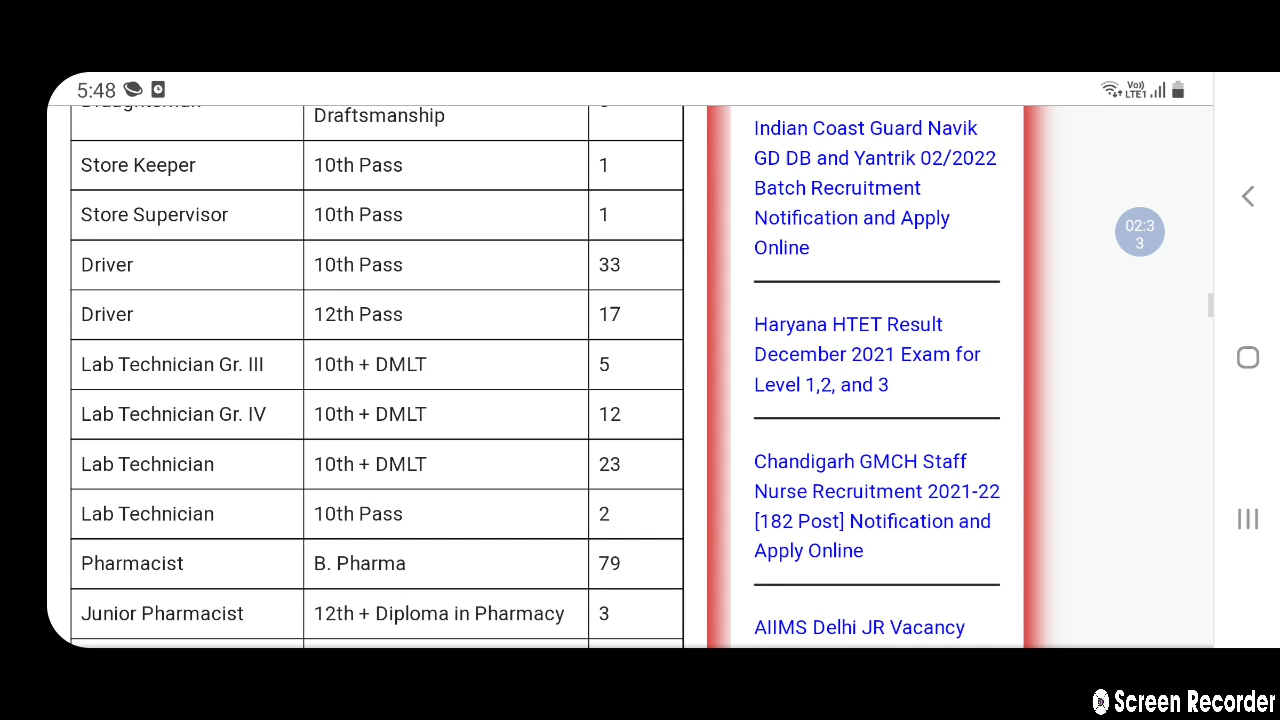 5:48
Vo)) LTE1
Draftsmanship
Store Keeper 10th Pass 1
Store Supervisor 10th Pass 1
Driver 10th Pass 33
Driver 12th Pass 17
Lab Technician Gr. III 10th + DMLT 5
Lab Technician Gr. IV 10th + DMLT 12
Lab Technician 10th + DMLT 23
Lab Technician 10th Pass 2
Pharmacist B. Pharma 79
Junior Pharmacist 12th + Diploma in Pharmacy 3
Indian Coast Guard Navik
GD DB and Yantrik 02/2022
Batch Recruitment
Notification and Apply
Online
Haryana HTET Result
December 2021 Exam for
Level 1,2, and 3
Chandigarh GMCH Staff
Nurse Recruitment 2021-22
[182 Post] Notification and
Apply Online
AIIMS Delhi JR Vacancy
02:3
3
Screen Recorder